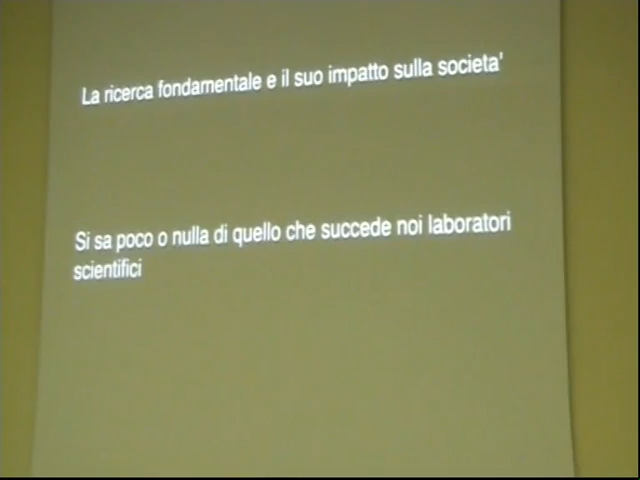 La ricerca fondamentale e il suo impatto sulla societa'
Si sa poco o nulla di quello che succede noi laboratori
scientifici